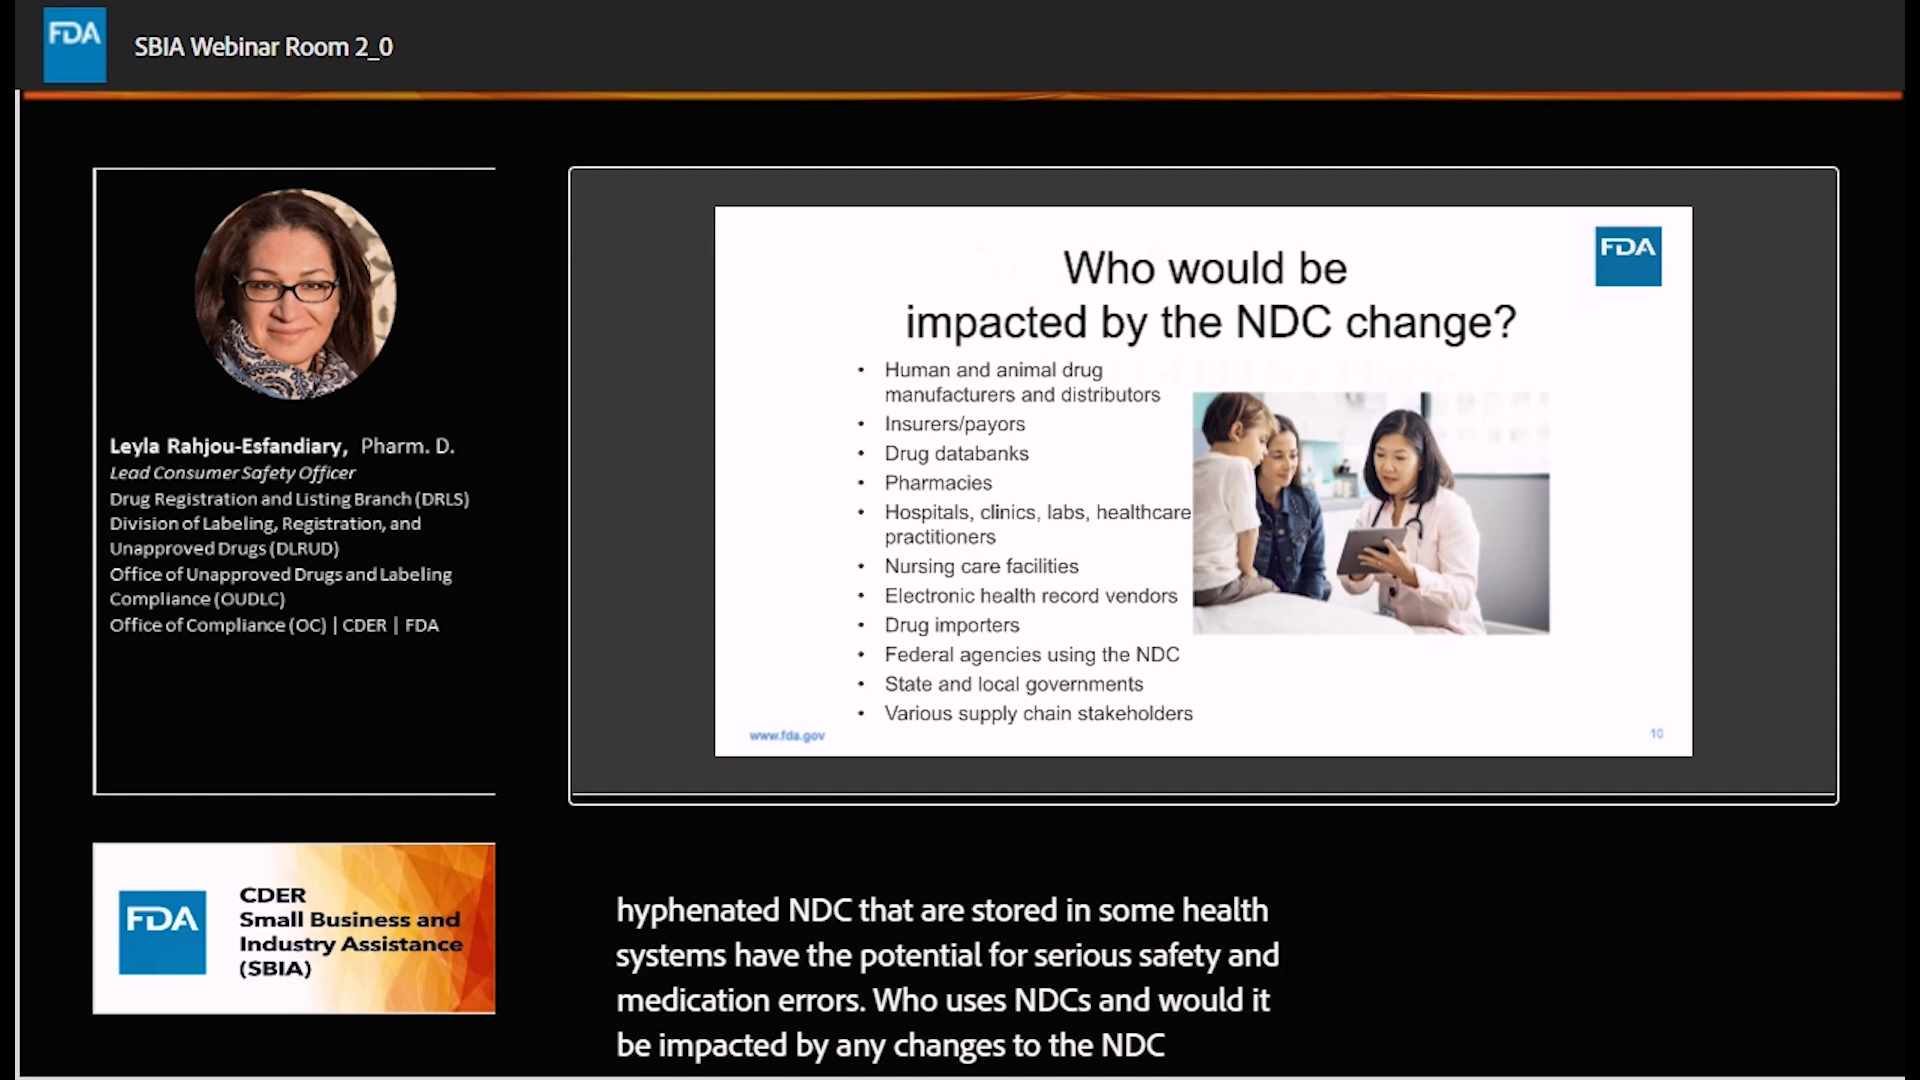 FDA
SBIA Webinar Room 2_0
Leyla Rahjou-Esfandiary, Pharm. D.
Lead Consumer Safety Officer
Drug Registration and Listing Branch (DRLS)
Division of Labeling, Registration, and
Unapproved Drugs (DLRUD)
Office of Unapproved Drugs and Labeling
Compliance (OUDLC)
Office of Compliance (OC) | CDER | FDA
FDA
Who would be
impacted by the NDC change?
• Human and animal drug
manufacturers and distributors
• Insurers/payors
• Drug databanks
• Pharmacies
• Hospitals, clinics, labs, healthcare
practitioners
• Nursing care facilities
• Electronic health record vendors
• Drug importers
• Federal agencies using the NDC
• State and local governments
• Various supply chain stakeholders
www.fda.gov
10
FDA
CDER
Small Business and
Industry Assistance
(SBIA)
hyphenated NDC that are stored in some health
systems have the potential for serious safety and
medication errors. Who uses NDCs and would it
be impacted by any changes to the NDC